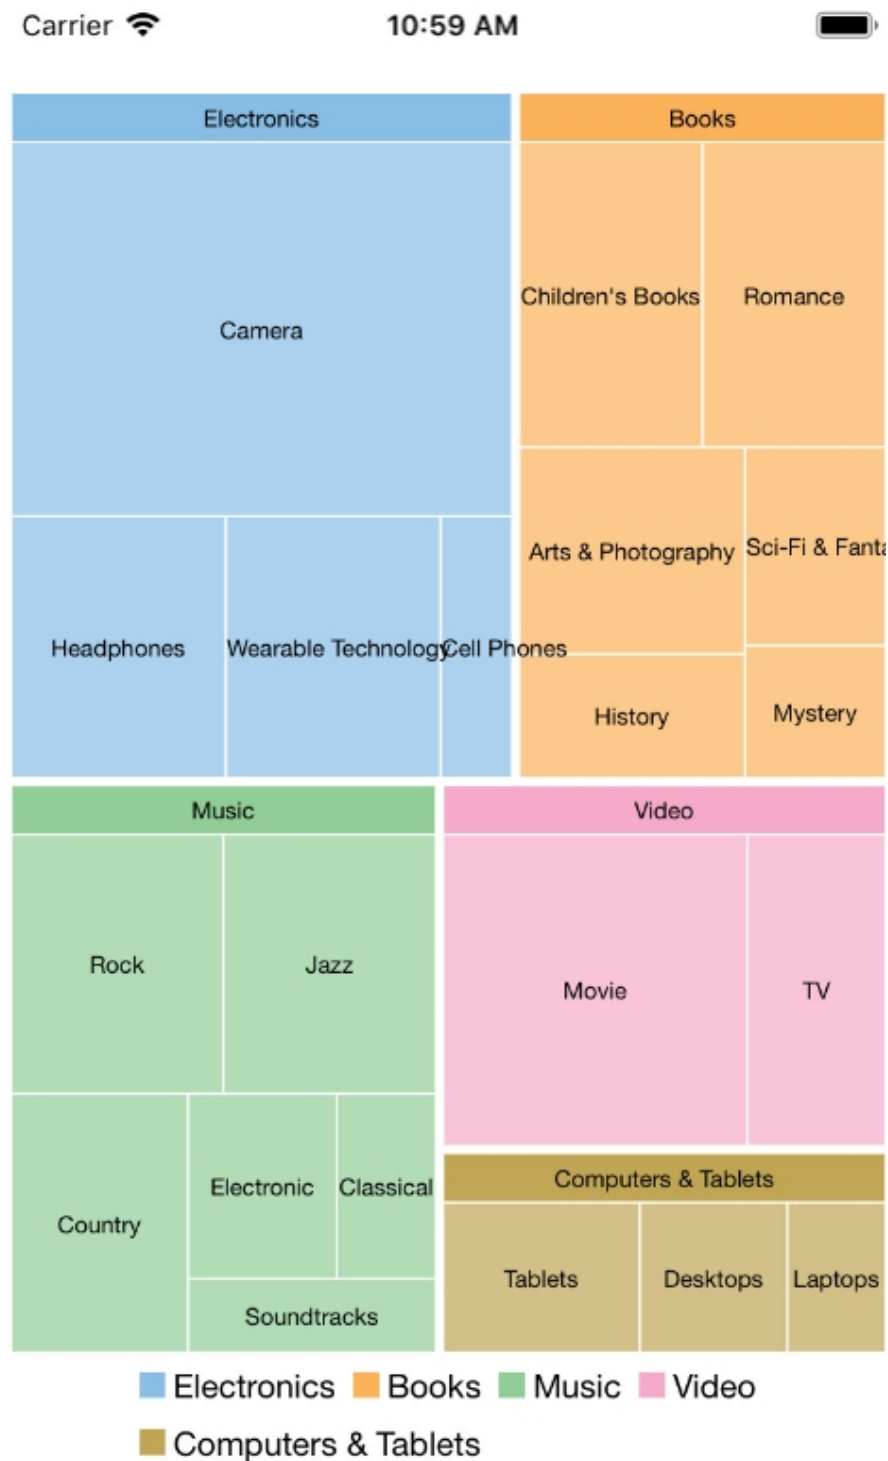 Carrier 10:59 AM
Electronics
Camera
Headphones
Wearable Technology
Cell Phones
Books
Children's Books
Romance
Arts & Photography
Sci-Fi & Fanta
History
Mystery
Music
Rock
Jazz
Country
Electronic
Classical
Soundtracks
Video
Movie
TV
Computers & Tablets
Tablets
Desktops
Laptops
Electronics Books Music Video
Computers & Tablets